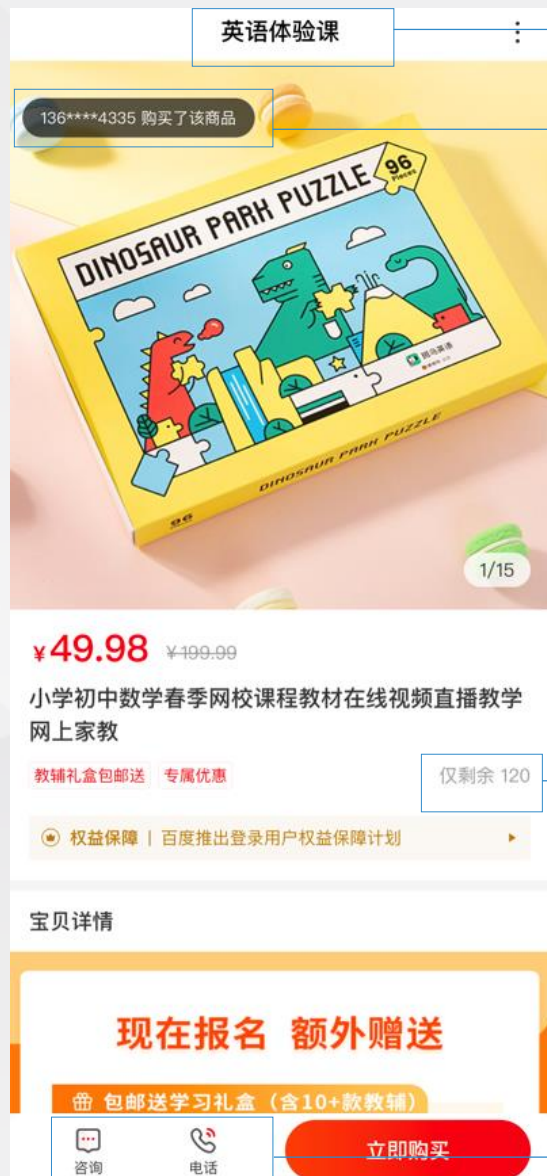 英语体验课
136****4335 购买了该商品
DINOSAUR PARK PUZZLE
96
Pieces
斑马英语
DINOSAUR PARK PUZZLE
96
1/15
¥49.98 ¥199.99
小学初中数学春季网校课程教材在线视频直播教学
网上家教
教辅礼盒包邮送 专属优惠
仅剩余 120
权益保障 | 百度推出登录用户权益保障计划
宝贝详情
现在报名 额外赠送
包邮送学习礼盒（含10+款教辅）
咨询 电话 立即购买